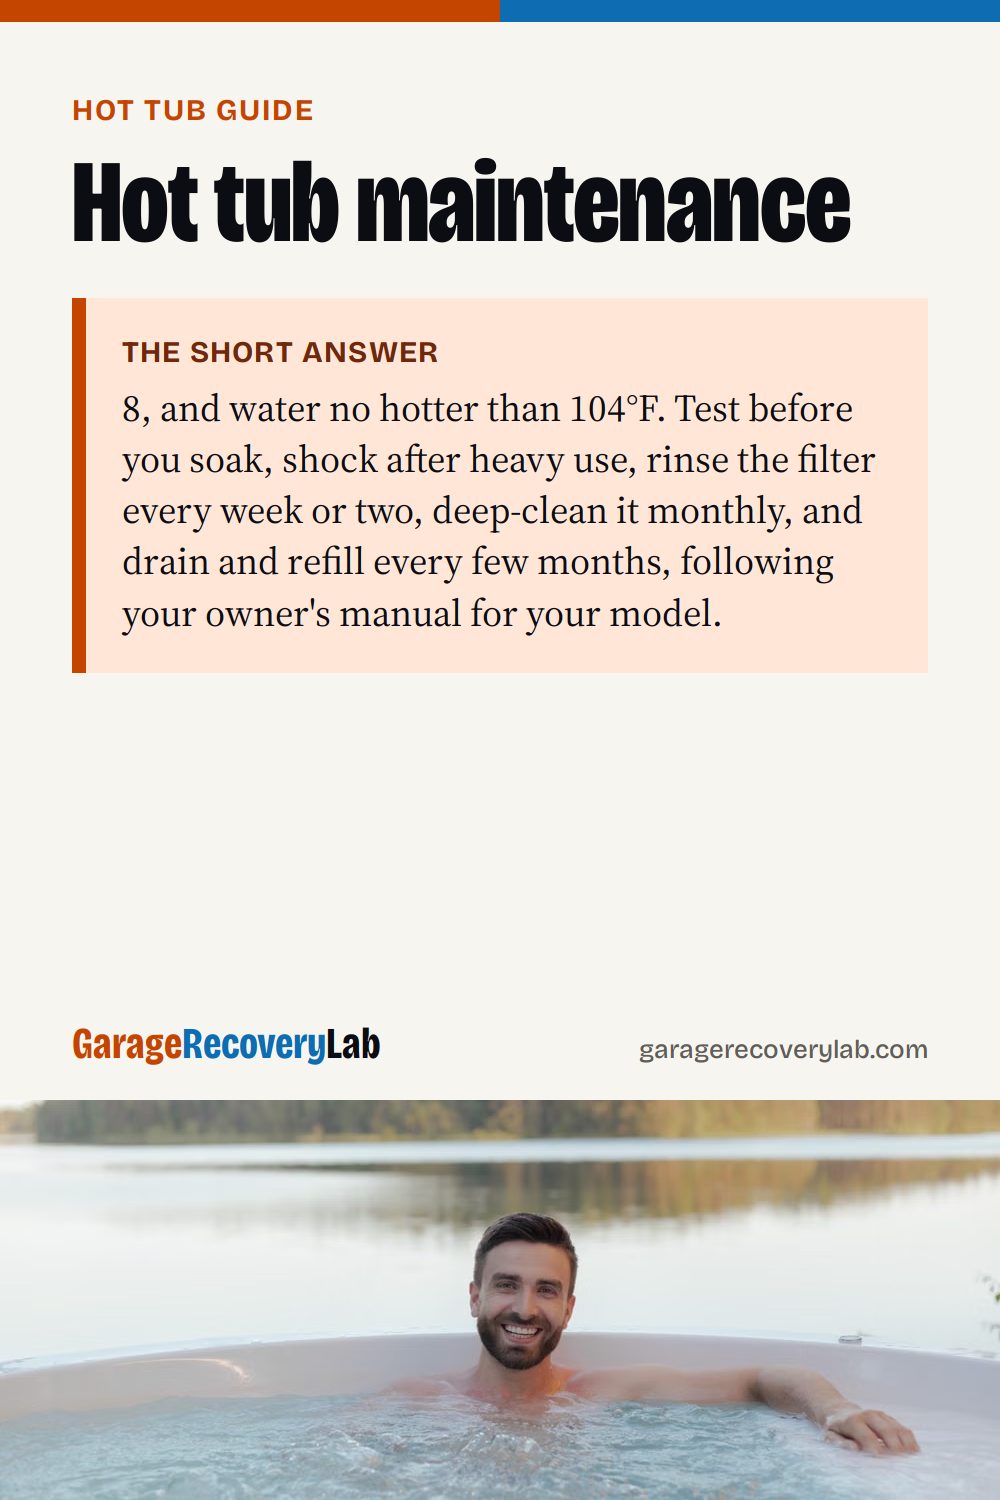 HOT TUB GUIDE
Hot tub maintenance
THE SHORT ANSWER
8, and water no hotter than 104°F. Test before
you soak, shock after heavy use, rinse the filter
every week or two, deep-clean it monthly, and
drain and refill every few months, following
your owner's manual for your model.
GarageRecoveryLab
garagerecoverylab.com